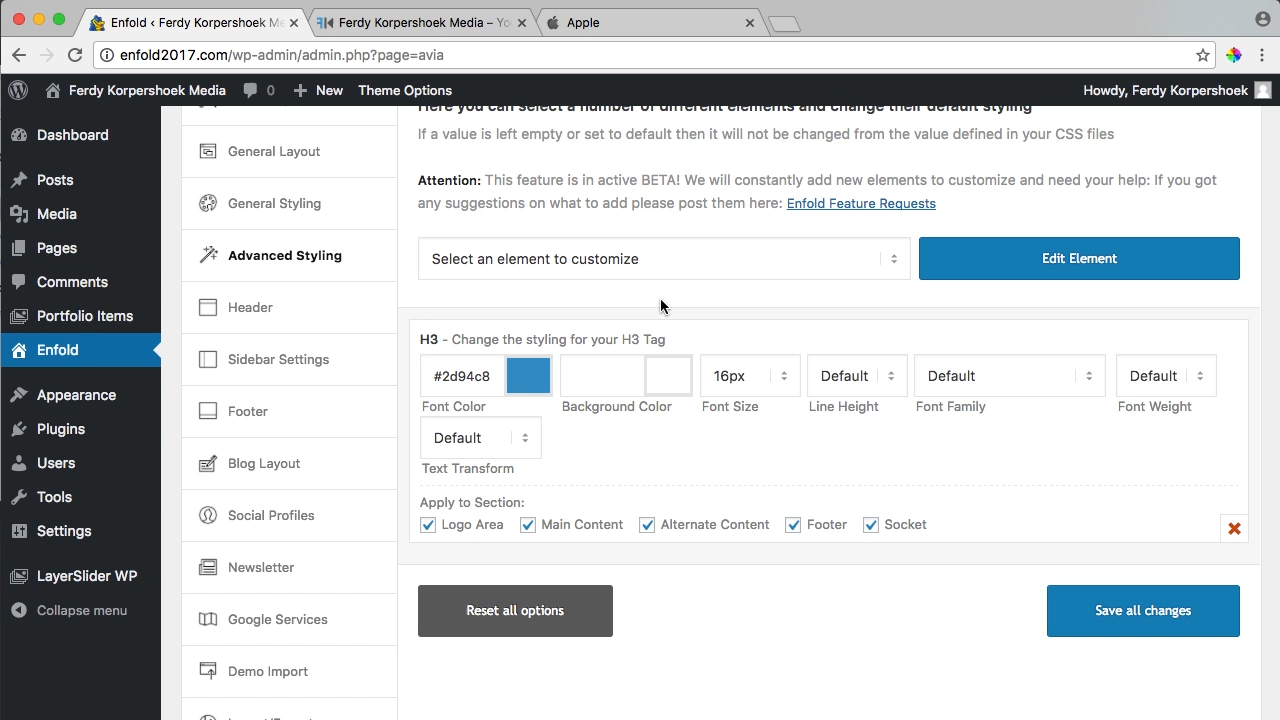 Enfold ‹ Ferdy Korpershoek Me
Ferdy Korpershoek Media – Yo
Apple
enfold2017.com/wp-admin/admin.php?page=avia
Ferdy Korpershoek Media
0
New
Theme Options
Howdy, Ferdy Korpershoek
Dashboard
Posts
Media
Pages
Comments
Portfolio Items
Enfold
Appearance
Plugins
Users
Tools
Settings
LayerSlider WP
Collapse menu
General Layout
General Styling
Advanced Styling
Header
Sidebar Settings
Footer
Blog Layout
Social Profiles
Newsletter
Google Services
Demo Import
Here you can select a number of different elements and change their default styling
If a value is left empty or set to default then it will not be changed from the value defined in your CSS files
Attention: This feature is in active BETA! We will constantly add new elements to customize and need your help: If you got
any suggestions on what to add please post them here: Enfold Feature Requests
Select an element to customize
Edit Element
H3 - Change the styling for your H3 Tag
#2d94c8
16px
Default
Default
Default
Font Color
Background Color
Font Size
Line Height
Font Family
Font Weight
Default
Text Transform
Apply to Section:
Logo Area
Main Content
Alternate Content
Footer
Socket
Reset all options
Save all changes